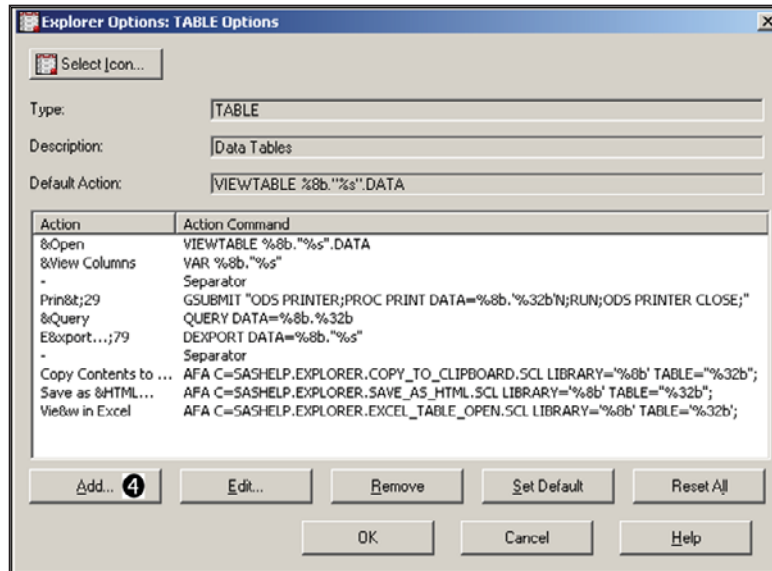 Explorer Options: TABLE Options
Select Icon...
Type: TABLE
Description: Data Tables
Default Action: VIEWTABLE %8b."%s".DATA
Action Action Command
&Open VIEWTABLE %8b."%s".DATA
&View Columns VAR %8b."%s"
- Separator
Prin&t;29 GSUBMIT "ODS PRINTER;PROC PRINT DATA=%8b.'%32b'N;RUN;ODS PRINTER CLOSE;"
&Query QUERY DATA=%8b.%32b
E&xport...;79 DEXPORT DATA=%8b."%s"
- Separator
Copy Contents to ... AFA C=SASHELP.EXPLORER.COPY_TO_CLIPBOARD.SCL LIBRARY='%8b' TABLE="%32b";
Save as &HTML... AFA C=SASHELP.EXPLORER.SAVE_AS_HTML.SCL LIBRARY='%8b' TABLE="%32b";
Vie&w in Excel AFA C=SASHELP.EXPLORER.EXCEL_TABLE_OPEN.SCL LIBRARY='%8b' TABLE='%32b';
Add... 4 Edit... Remove Set Default Reset All
OK Cancel Help